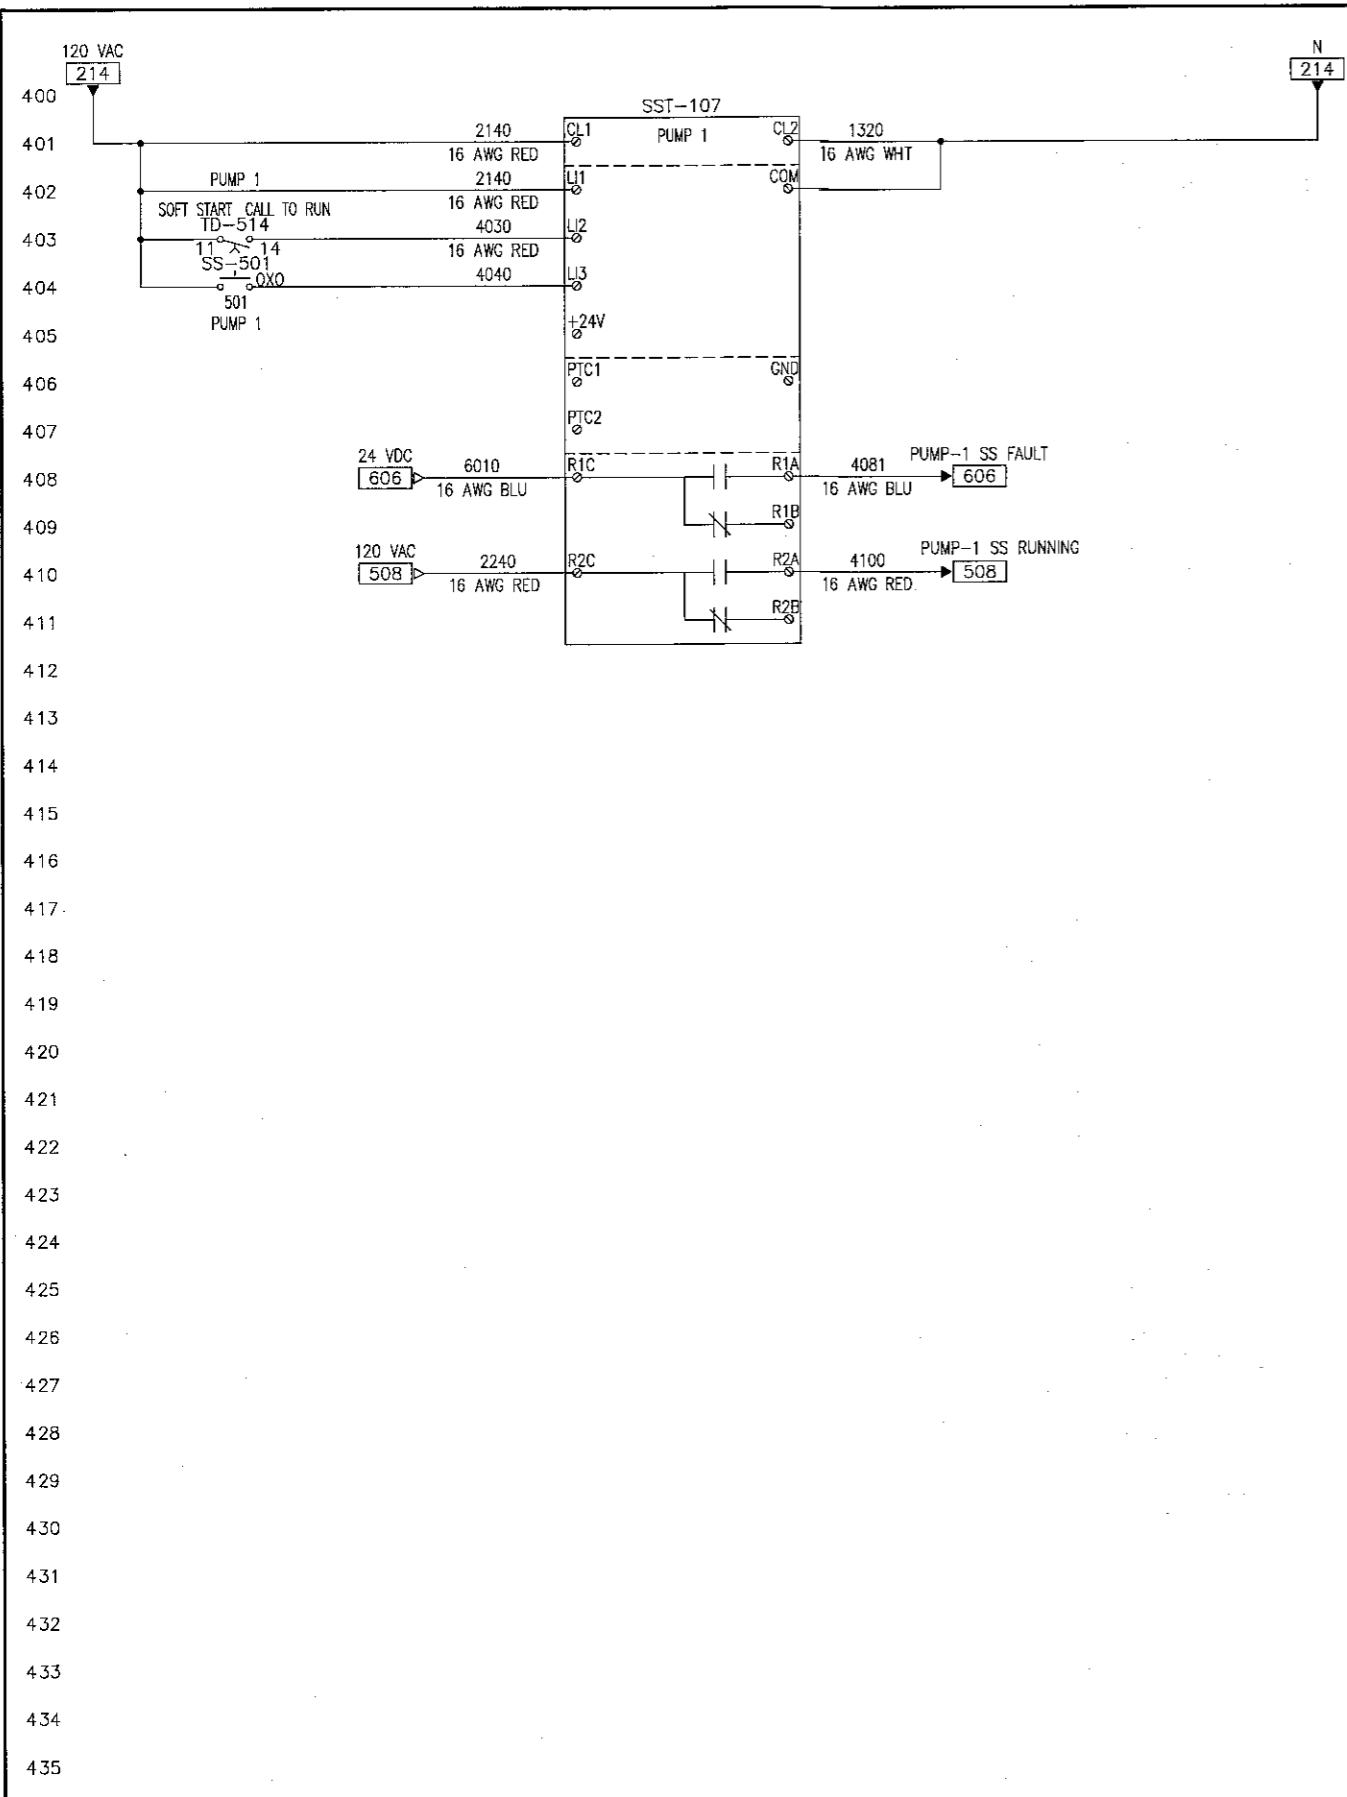 120 VAC
214
N
214
400
SST-107
401
2140
16 AWG RED
CL1
PUMP 1
CL2
1320
16 AWG WHT
402
PUMP 1
2140
16 AWG RED
LI1
COM
SOFT START CALL TO RUN
403
TD-514
11
14
4030
16 AWG RED
LI2
404
SS-501
OXO
501
PUMP 1
4040
LI3
405
+24V
406
PTC1
GND
407
PTC2
408
24 VDC
606
6010
16 AWG BLU
R1C
R1A
4081
16 AWG BLU
PUMP-1 SS FAULT
606
409
R1B
410
120 VAC
508
2240
16 AWG RED
R2C
R2A
4100
16 AWG RED
PUMP-1 SS RUNNING
508
411
R2B
412
413
414
415
416
417
418
419
420
421
422
423
424
425
426
427
428
429
430
431
432
433
434
435